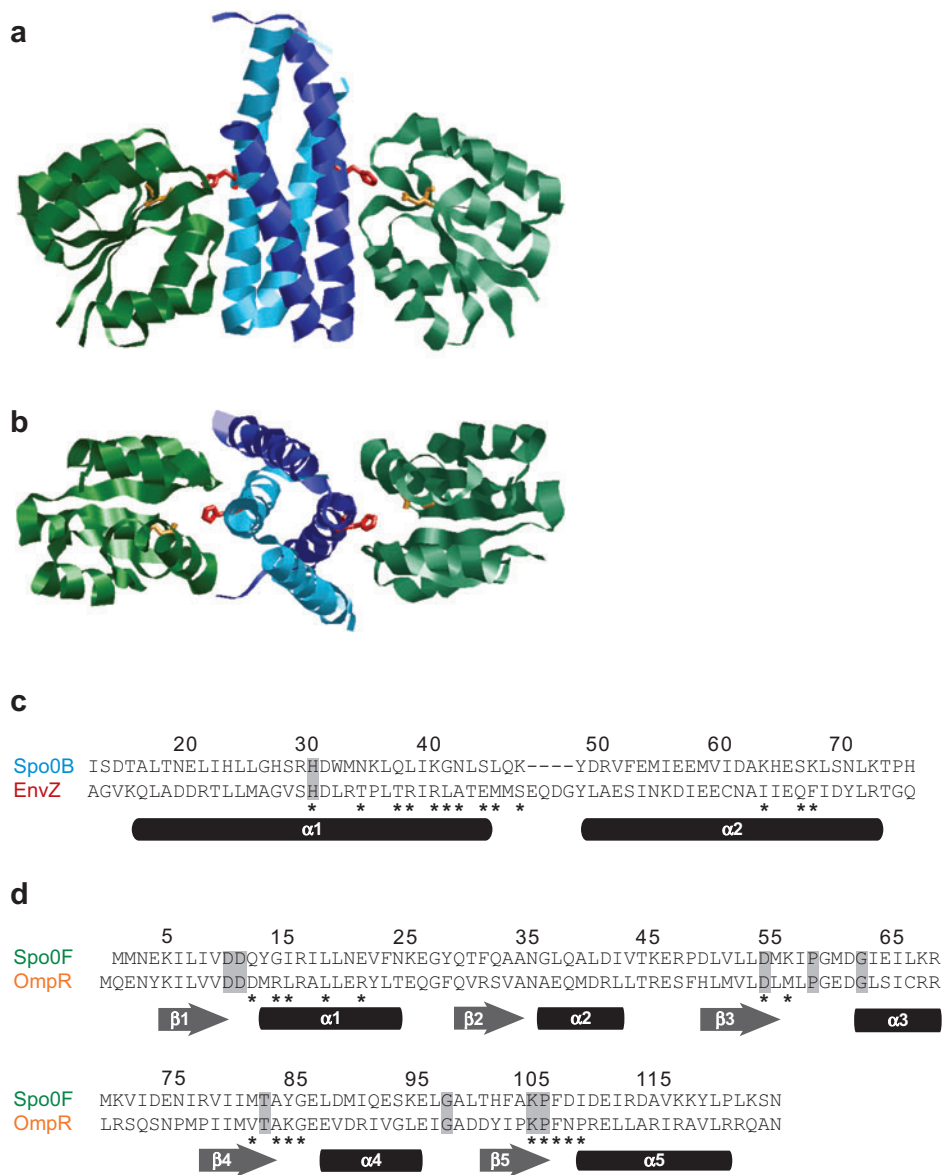 a
b
c
20 30 40 50 60 70
Spo0B ISDTALTNELIHLLGHSRHDWMNKLQLIKGNLSLQK----YDRVFEMIEEMVIDAKHESKLSNLKTPH
EnvZ AGVKQLADDRTLLMAGVSHDLRTPLTRIRLATEMMSEQDGYLAESINKDIEECNAIIEQFIDYLRTGQ
* * ** *** ** * * **
α1 α2
d
5 15 25 35 45 55 65
Spo0F MMNEKILIVDDQYGIRILLNEVFNKEGYQTFQAANGLQALDIVTKERPDLVLLDMKIPGMDGIEILKR
OmpR MQENYKILVVDDDMRLRALLERYLTEQGFQVRSVANAEQMDRLLTRESFHLMVLDLMLPGEDGLSICRR
* ** * * * *
β1 α1 β2 α2 β3 α3
75 85 95 105 115
Spo0F MKVIDENIRVIIMTAYGELDMIQESKELGALTHFAKPFDIDEIRDAVKKYLPLKSN
OmpR LRSQSNPMPIIMVTAKGEEVDRIVGLEIGADDYIPKPFNPRELLARIRAVLRRQAN
* *** *****
β4 α4 β5 α5